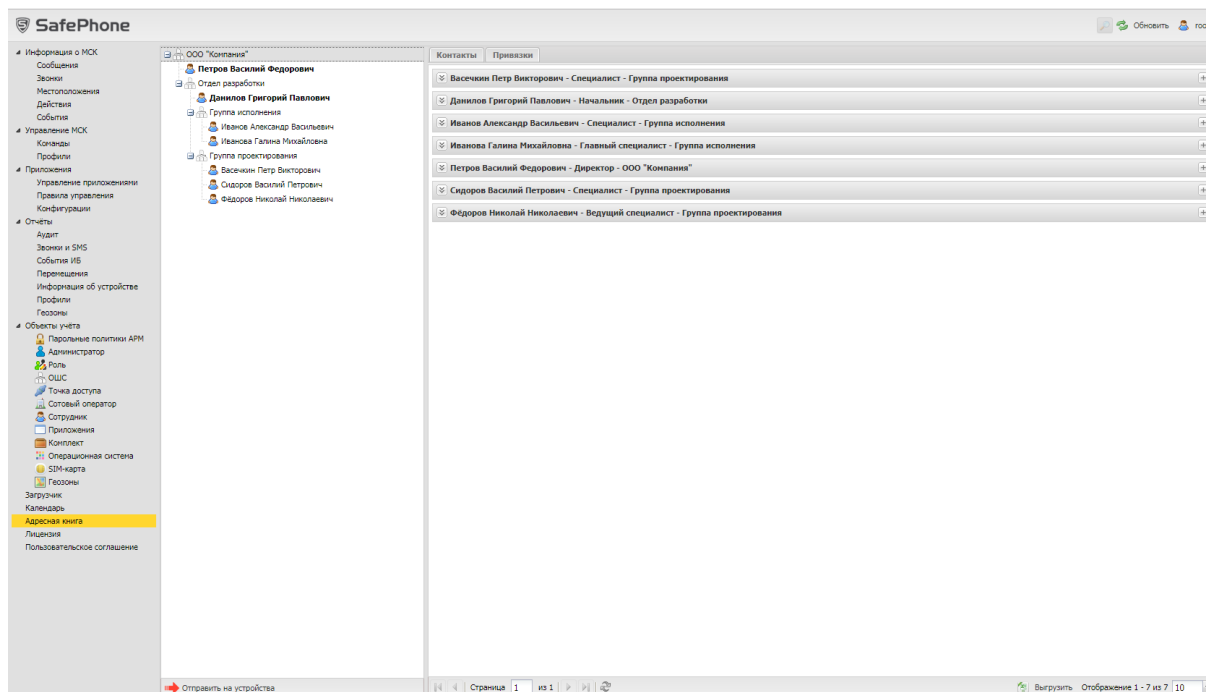 SafePhone
Обновить
Информация о МСК
Сообщения
Звонки
Местоположения
Действия
События
Управление МСК
Команды
Профили
Приложения
Управление приложениями
Правила управления
Конфигурации
Отчёты
Аудит
Звонки и SMS
События ИБ
Перемещения
Информация об устройстве
Профили
Геозоны
Объекты учёта
Парольные политики АРМ
Администратор
Роль
ОШС
Точка доступа
Сотовый оператор
Сотрудник
Приложения
Комплект
Операционная система
SIM-карта
Геозоны
Загрузчик
Календарь
Адресная книга
Лицензия
Пользовательское соглашение
ООО "Компания"
Петров Василий Федорович
Отдел разработки
Данилов Григорий Павлович
Группа исполнения
Иванов Александр Васильевич
Иванова Галина Михайловна
Группа проектирования
Васечкин Петр Викторович
Сидоров Василий Петрович
Фёдоров Николай Николаевич
Отправить на устройства
Контакты Привязки
Васечкин Петр Викторович - Специалист - Группа проектирования
Данилов Григорий Павлович - Начальник - Отдел разработки
Иванов Александр Васильевич - Специалист - Группа исполнения
Иванова Галина Михайловна - Главный специалист - Группа исполнения
Петров Василий Федорович - Директор - ООО "Компания"
Сидоров Василий Петрович - Специалист - Группа проектирования
Фёдоров Николай Николаевич - Ведущий специалист - Группа проектирования
Страница 1 из 1 Выгрузить Отображение 1 - 7 из 7 10